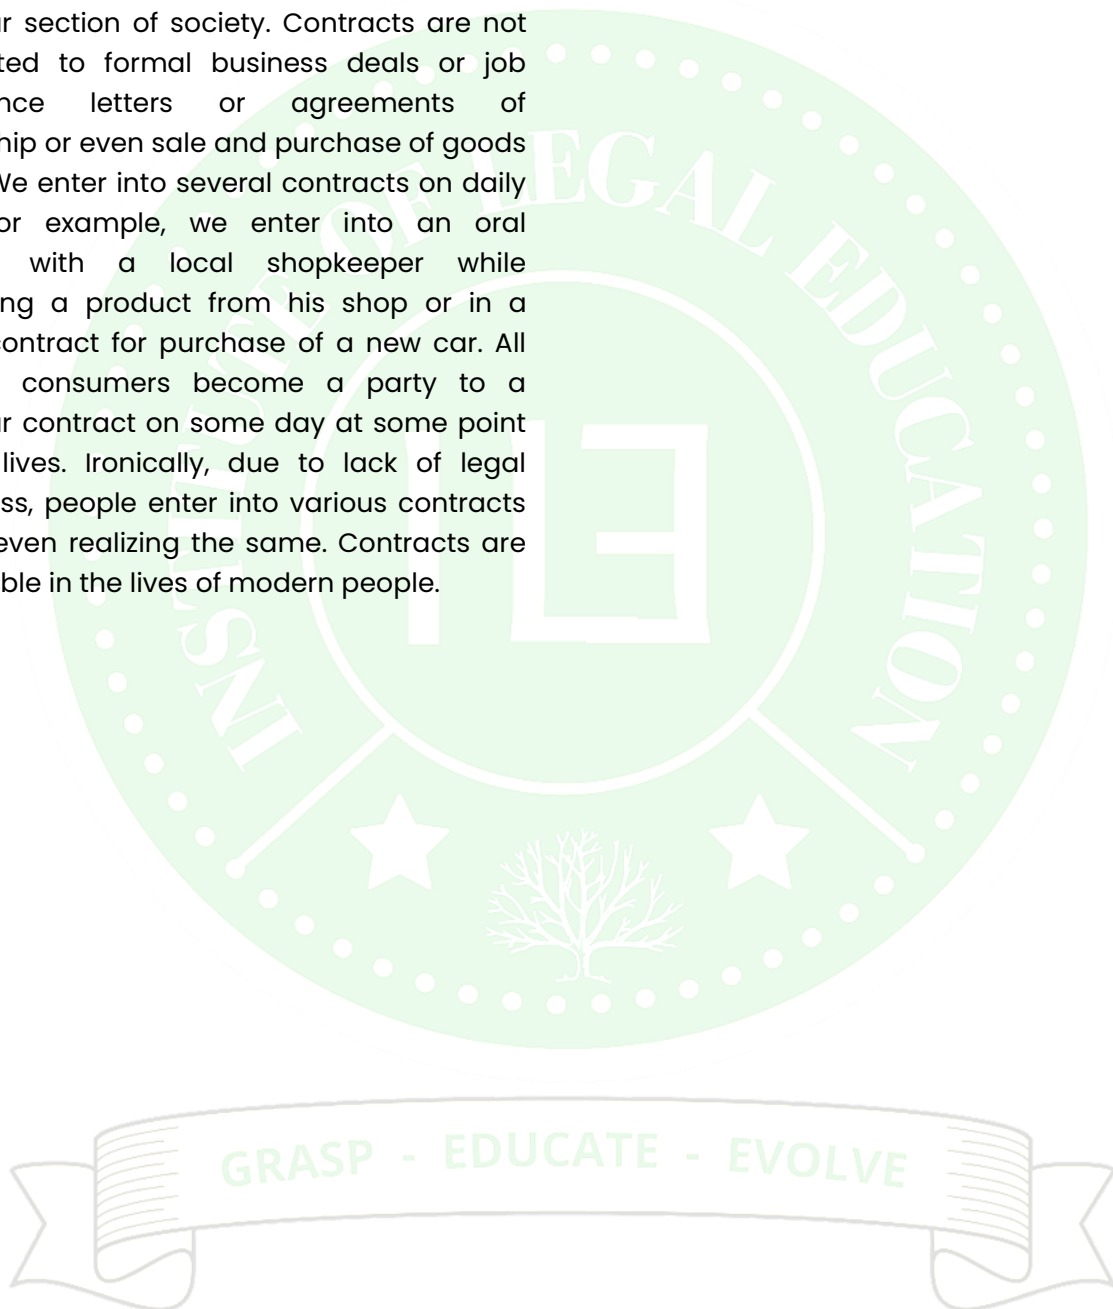 r section of society. Contracts are not
ted to formal business deals or job
nce letters or agreements of
hip or even sale and purchase of goods
We enter into several contracts on daily
or example, we enter into an oral
with a local shopkeeper while
ng a product from his shop or in a
contract for purchase of a new car. All
consumers become a party to a
r contract on some day at some point
lives. Ironically, due to lack of legal
ss, people enter into various contracts
even realizing the same. Contracts are
ble in the lives of modern people.
INSTITUTE OF LEGAL EDUCATION
GRASP - EDUCATE - EVOLVE